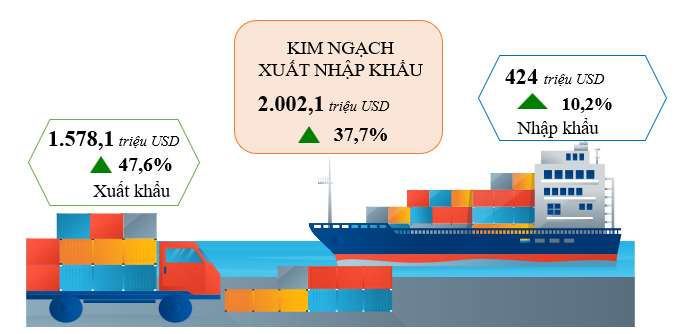 KIM NGẠCH
XUẤT NHẬP KHẨU
2.002,1 triệu USD
37,7%
424 triệu USD
10,2%
Nhập khẩu
1.578,1 triệu USD
47,6%
Xuất khẩu